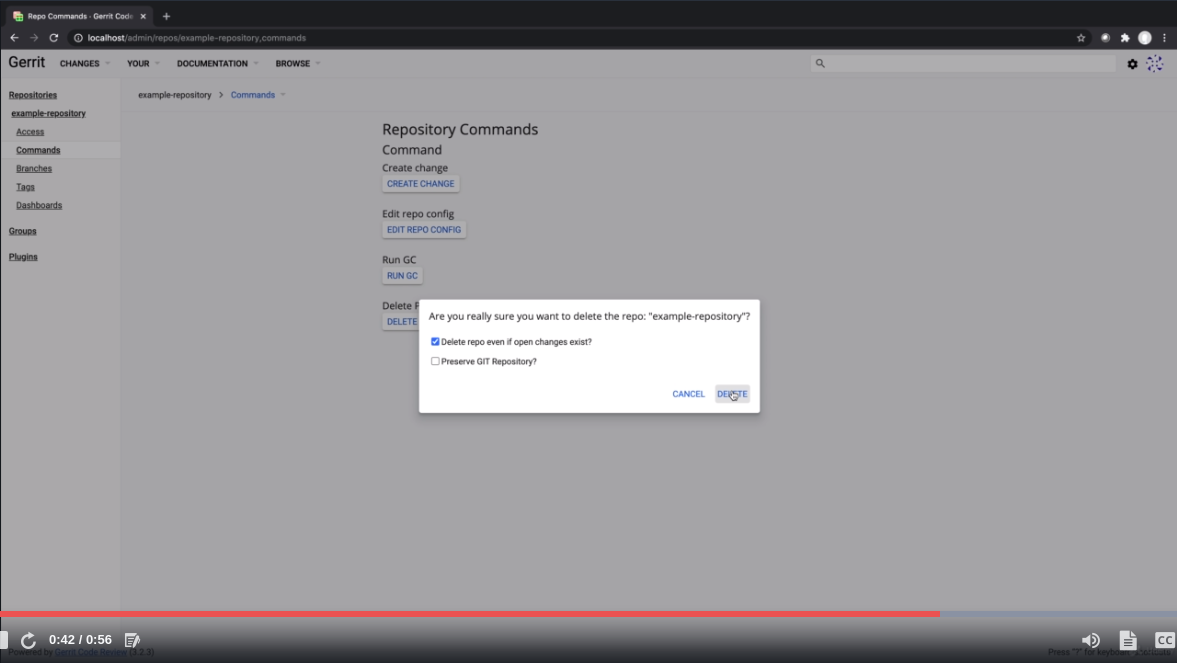 Repo Commands · Gerrit Code
localhost/admin/repos/example-repository,commands
Gerrit CHANGES YOUR DOCUMENTATION BROWSE
Repositories
example-repository
Access
Commands
Branches
Tags
Dashboards
Groups
Plugins
example-repository > Commands
Repository Commands
Command
Create change
CREATE CHANGE
Edit repo config
EDIT REPO CONFIG
Run GC
RUN GC
Delete
DELETE
Are you really sure you want to delete the repo: "example-repository"?
Delete repo even if open changes exist?
Preserve GIT Repository?
CANCEL DELETE
0:42 / 0:56
CC
Powered by Gerrit Code Review (3.2.3)
Press "?" for keyboard shortcuts